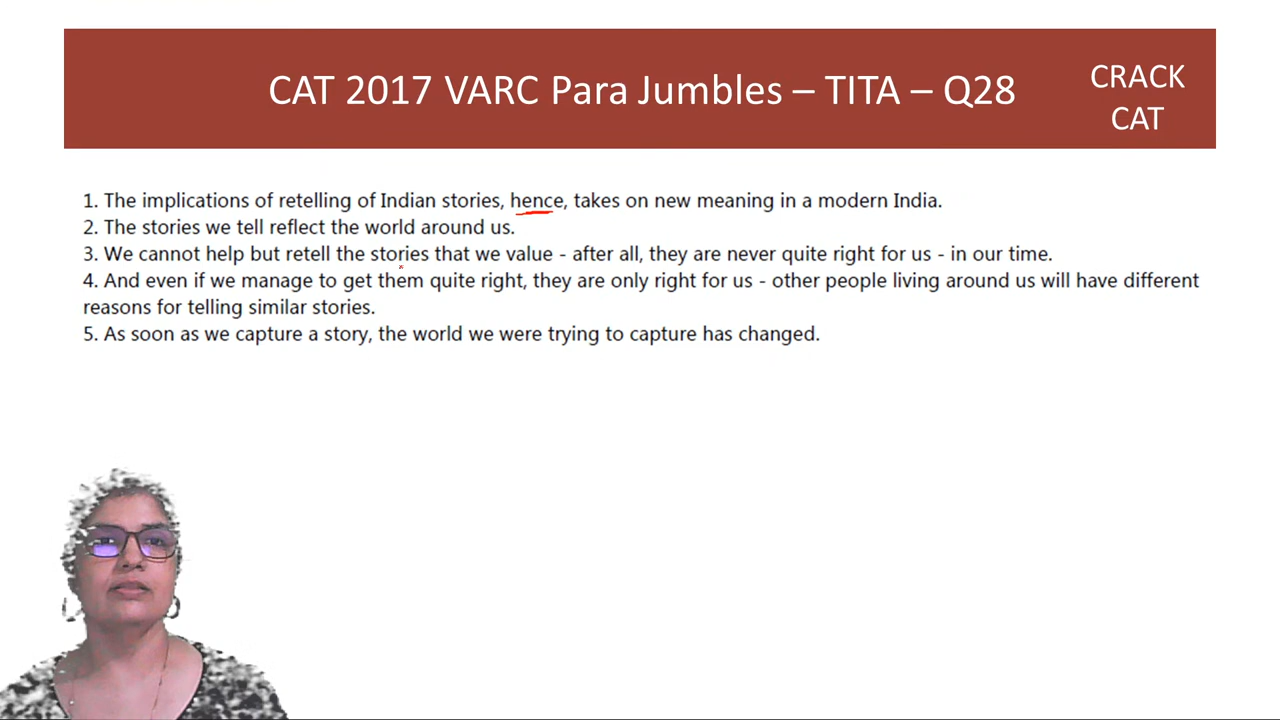 CAT 2017 VARC Para Jumbles – TITA – Q28
CRACK
CAT
1. The implications of retelling of Indian stories, hence, takes on new meaning in a modern India.
2. The stories we tell reflect the world around us.
3. We cannot help but retell the stories that we value - after all, they are never quite right for us - in our time.
4. And even if we manage to get them quite right, they are only right for us - other people living around us will have different
reasons for telling similar stories.
5. As soon as we capture a story, the world we were trying to capture has changed.